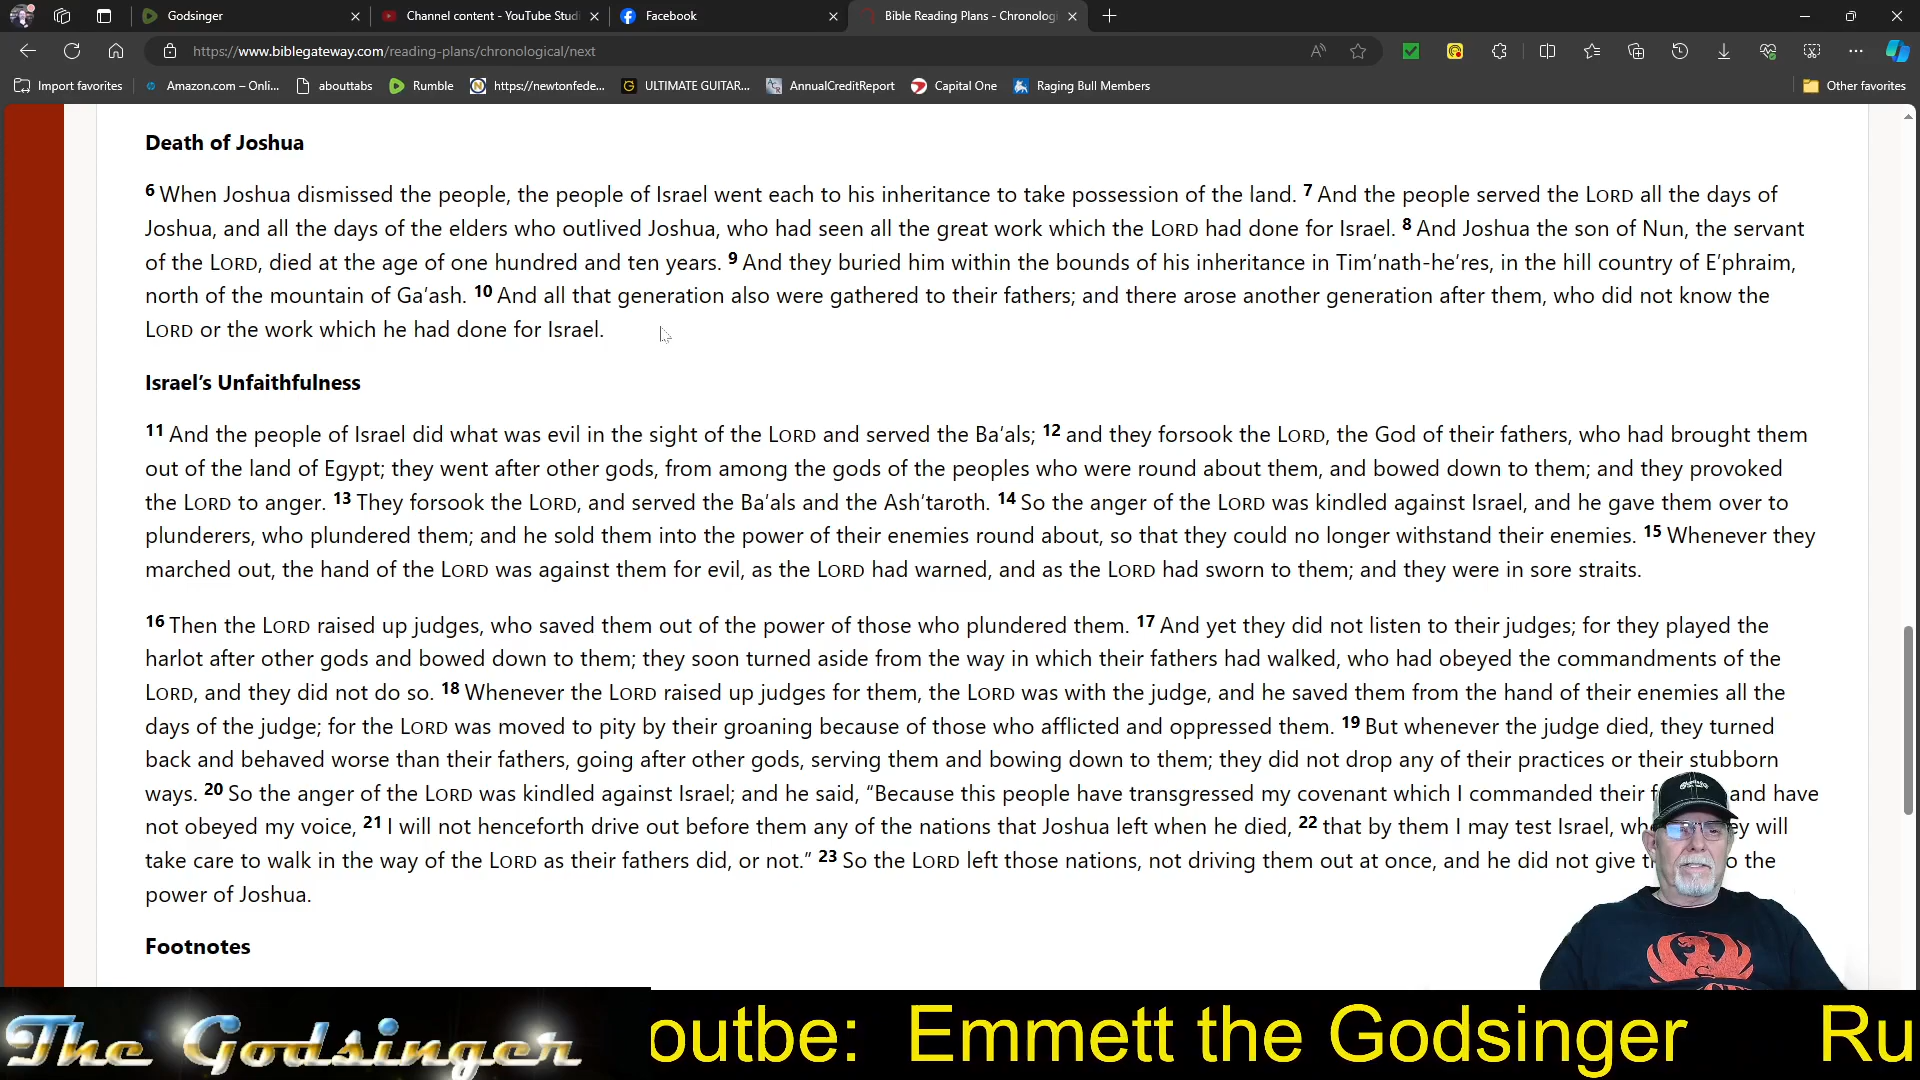 Godsinger
Channel content - YouTube Studi
Facebook
Bible Reading Plans - Chronologi
https://www.biblegateway.com/reading-plans/chronological/next
Import favorites
Amazon.com – Onli...
abouttabs
Rumble
https://newtonfede...
ULTIMATE GUITAR...
AnnualCreditReport
Capital One
Raging Bull Members
Other favorites
Death of Joshua
6 When Joshua dismissed the people, the people of Israel went each to his inheritance to take possession of the land. 7 And the people served the LORD all the days of
Joshua, and all the days of the elders who outlived Joshua, who had seen all the great work which the LORD had done for Israel. 8 And Joshua the son of Nun, the servant
of the LORD, died at the age of one hundred and ten years. 9 And they buried him within the bounds of his inheritance in Tim′nath-he′res, in the hill country of E′phraim,
north of the mountain of Ga′ash. 10 And all that generation also were gathered to their fathers; and there arose another generation after them, who did not know the
LORD or the work which he had done for Israel.
Israel’s Unfaithfulness
11 And the people of Israel did what was evil in the sight of the LORD and served the Ba′als; 12 and they forsook the LORD, the God of their fathers, who had brought them
out of the land of Egypt; they went after other gods, from among the gods of the peoples who were round about them, and bowed down to them; and they provoked
the LORD to anger. 13 They forsook the LORD, and served the Ba′als and the Ash′taroth. 14 So the anger of the LORD was kindled against Israel, and he gave them over to
plunderers, who plundered them; and he sold them into the power of their enemies round about, so that they could no longer withstand their enemies. 15 Whenever they
marched out, the hand of the LORD was against them for evil, as the LORD had warned, and as the LORD had sworn to them; and they were in sore straits.
16 Then the LORD raised up judges, who saved them out of the power of those who plundered them. 17 And yet they did not listen to their judges; for they played the
harlot after other gods and bowed down to them; they soon turned aside from the way in which their fathers had walked, who had obeyed the commandments of the
LORD, and they did not do so. 18 Whenever the LORD raised up judges for them, the LORD was with the judge, and he saved them from the hand of their enemies all the
days of the judge; for the LORD was moved to pity by their groaning because of those who afflicted and oppressed them. 19 But whenever the judge died, they turned
back and behaved worse than their fathers, going after other gods, serving them and bowing down to them; they did not drop any of their practices or their stubborn
ways. 20 So the anger of the LORD was kindled against Israel; and he said, “Because this people have transgressed my covenant which I commanded their and have
not obeyed my voice, 21 I will not henceforth drive out before them any of the nations that Joshua left when he died, 22 that by them I may test Israel, will
take care to walk in the way of the LORD as their fathers did, or not.” 23 So the LORD left those nations, not driving them out at once, and he did not give the
power of Joshua.
Footnotes
The Godsinger
outbe: Emmett the Godsinger Ru